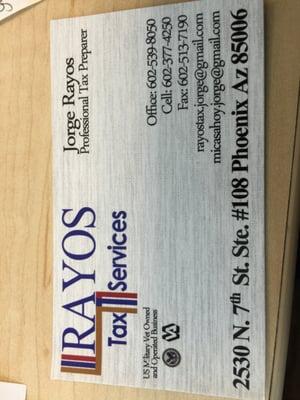 RAYOS
Tax Services
US Military Vet Owned
and Operated Business
Jorge Rayos
Professional Tax Preparer
Office: 602-539-8050
Cell: 602-377-4250
Fax: 602-513-7190
rayostax.jorge@gmail.com
micasahoy.jorge@gmail.com
2530 N. 7th St. Ste. #108 Phoenix Az 85006